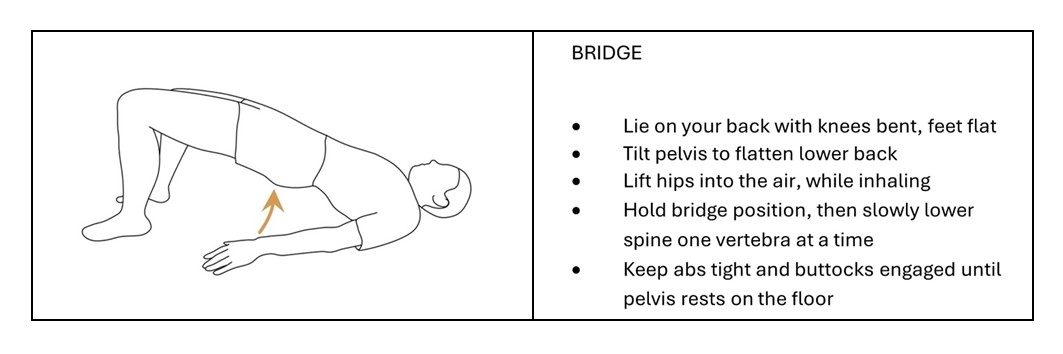 BRIDGE
• Lie on your back with knees bent, feet flat
• Tilt pelvis to flatten lower back
• Lift hips into the air, while inhaling
• Hold bridge position, then slowly lower
spine one vertebra at a time
• Keep abs tight and buttocks engaged until
pelvis rests on the floor